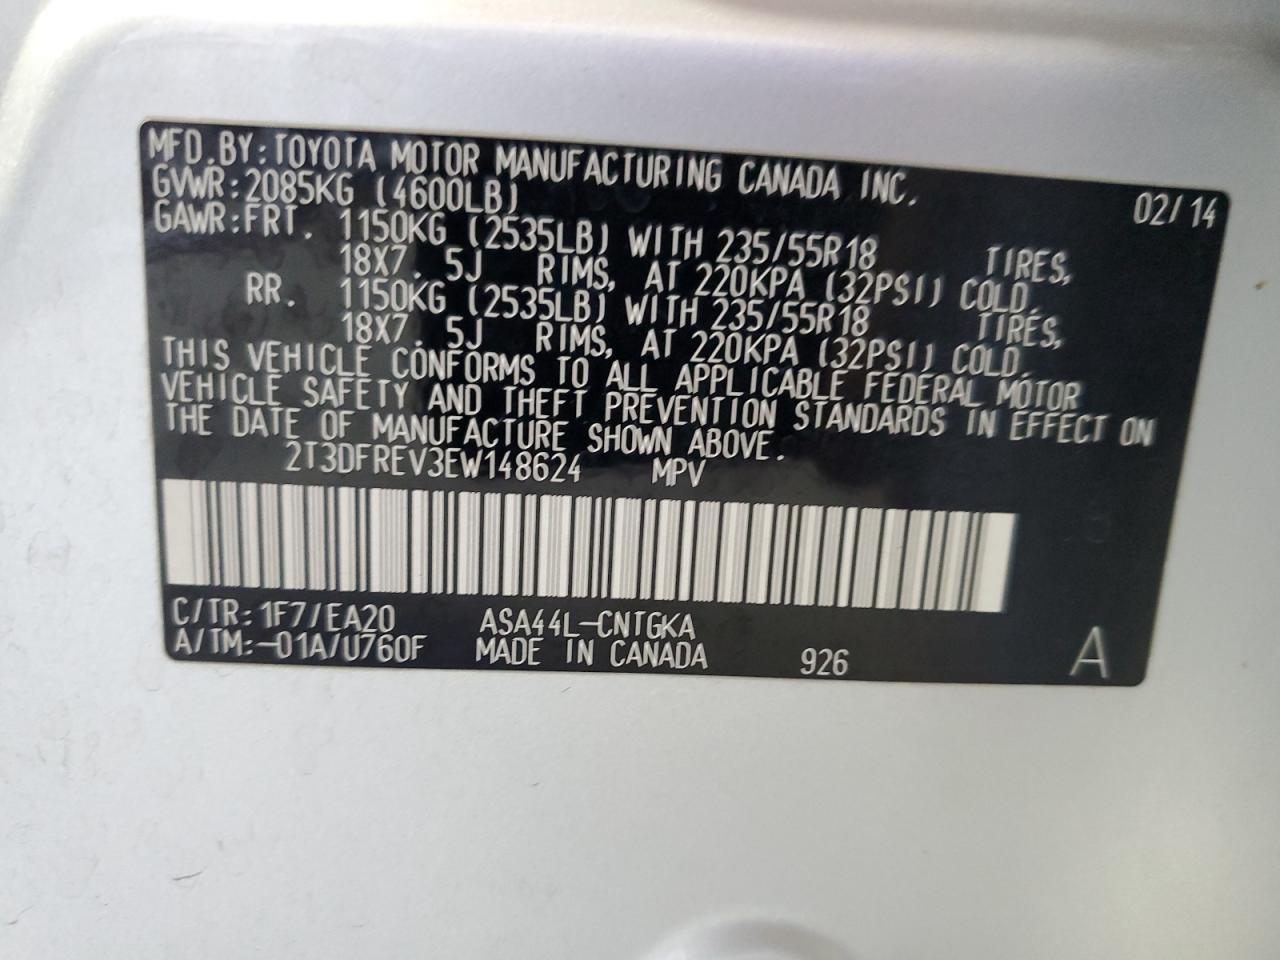 MFD.BY:TOYOTA MOTOR MANUFACTURING CANADA INC. 02/14
GVWR:2085KG (4600LB)
GAWR:FRT. 1150KG (2535LB) WITH 235/55R18 TIRES,
18X7.5J RIMS, AT 220KPA (32PSI) COLD.
RR. 1150KG (2535LB) WITH 235/55R18 TIRES,
18X7.5J RIMS, AT 220KPA (32PSI) COLD.
THIS VEHICLE CONFORMS TO ALL APPLICABLE FEDERAL MOTOR
VEHICLE SAFETY AND THEFT PREVENTION STANDARDS IN EFFECT ON
THE DATE OF MANUFACTURE SHOWN ABOVE.
2T3DFREV3EW148624 MPV
C/TR:1F7/EA20 ASA44L-CNTGKA
A/TM:-01A/U760F MADE IN CANADA 926 A